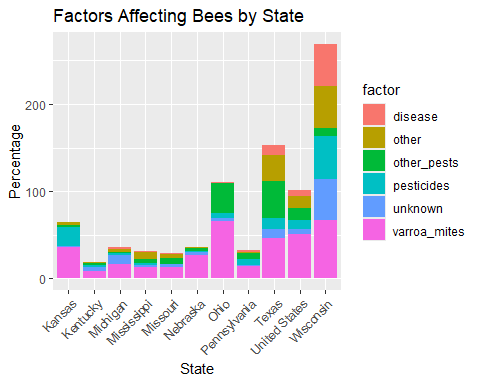 Factors Affecting Bees by State
Percentage
200
100
0
Kansas
Kentucky
Michigan
Mississippi
Missouri
Nebraska
Ohio
Pennsylvania
Texas
United States
Wisconsin
State
factor
disease
other
other_pests
pesticides
unknown
varroa_mites